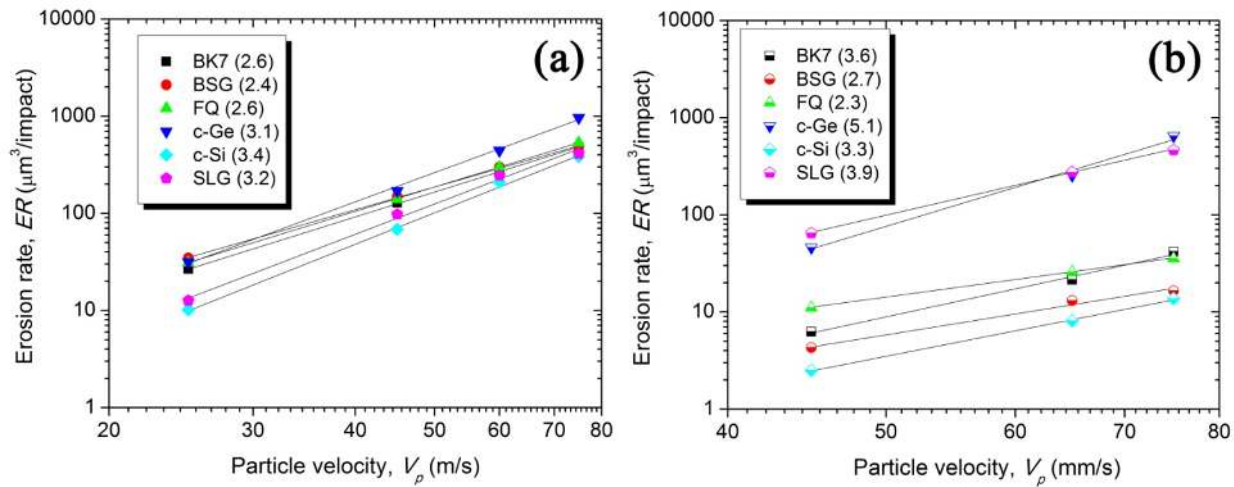 10000
1000
100
10
1
Erosion rate, ER (µm³/impact)
BK7 (2.6)
BSG (2.4)
FQ (2.6)
c-Ge (3.1)
c-Si (3.4)
SLG (3.2)
(a)
20 30 40 50 60 70 80
Particle velocity, Vp (m/s)
10000
1000
100
10
1
Erosion rate, ER (µm³/impact)
BK7 (3.6)
BSG (2.7)
FQ (2.3)
c-Ge (5.1)
c-Si (3.3)
SLG (3.9)
(b)
40 50 60 70 80
Particle velocity, Vp (mm/s)